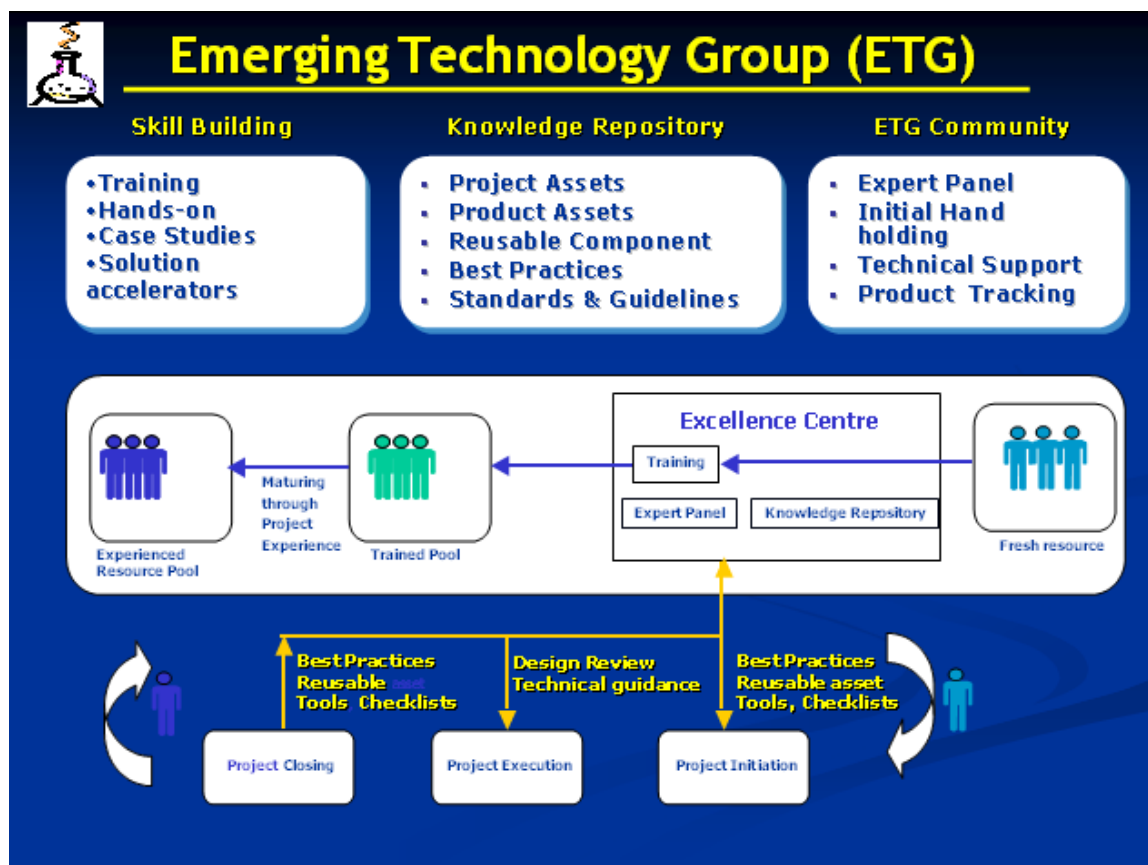 Emerging Technology Group (ETG)
Skill Building
Knowledge Repository
ETG Community
•Training
•Hands-on
•Case Studies
•Solution
accelerators
▪ Project Assets
▪ Product Assets
▪ Reusable Component
▪ Best Practices
▪ Standards & Guidelines
▪ Expert Panel
▪ Initial Hand
holding
▪ Technical Support
▪ Product Tracking
Excellence Centre
Training
Expert Panel
Knowledge Repository
Maturing
through
Project
Experience
Experienced
Resource Pool
Trained Pool
Fresh resource
Best Practices
Reusable asset
Tools, Checklists
Design Review
Technical guidance
Best Practices
Reusable asset
Tools, Checklists
Project Closing
Project Execution
Project Initiation